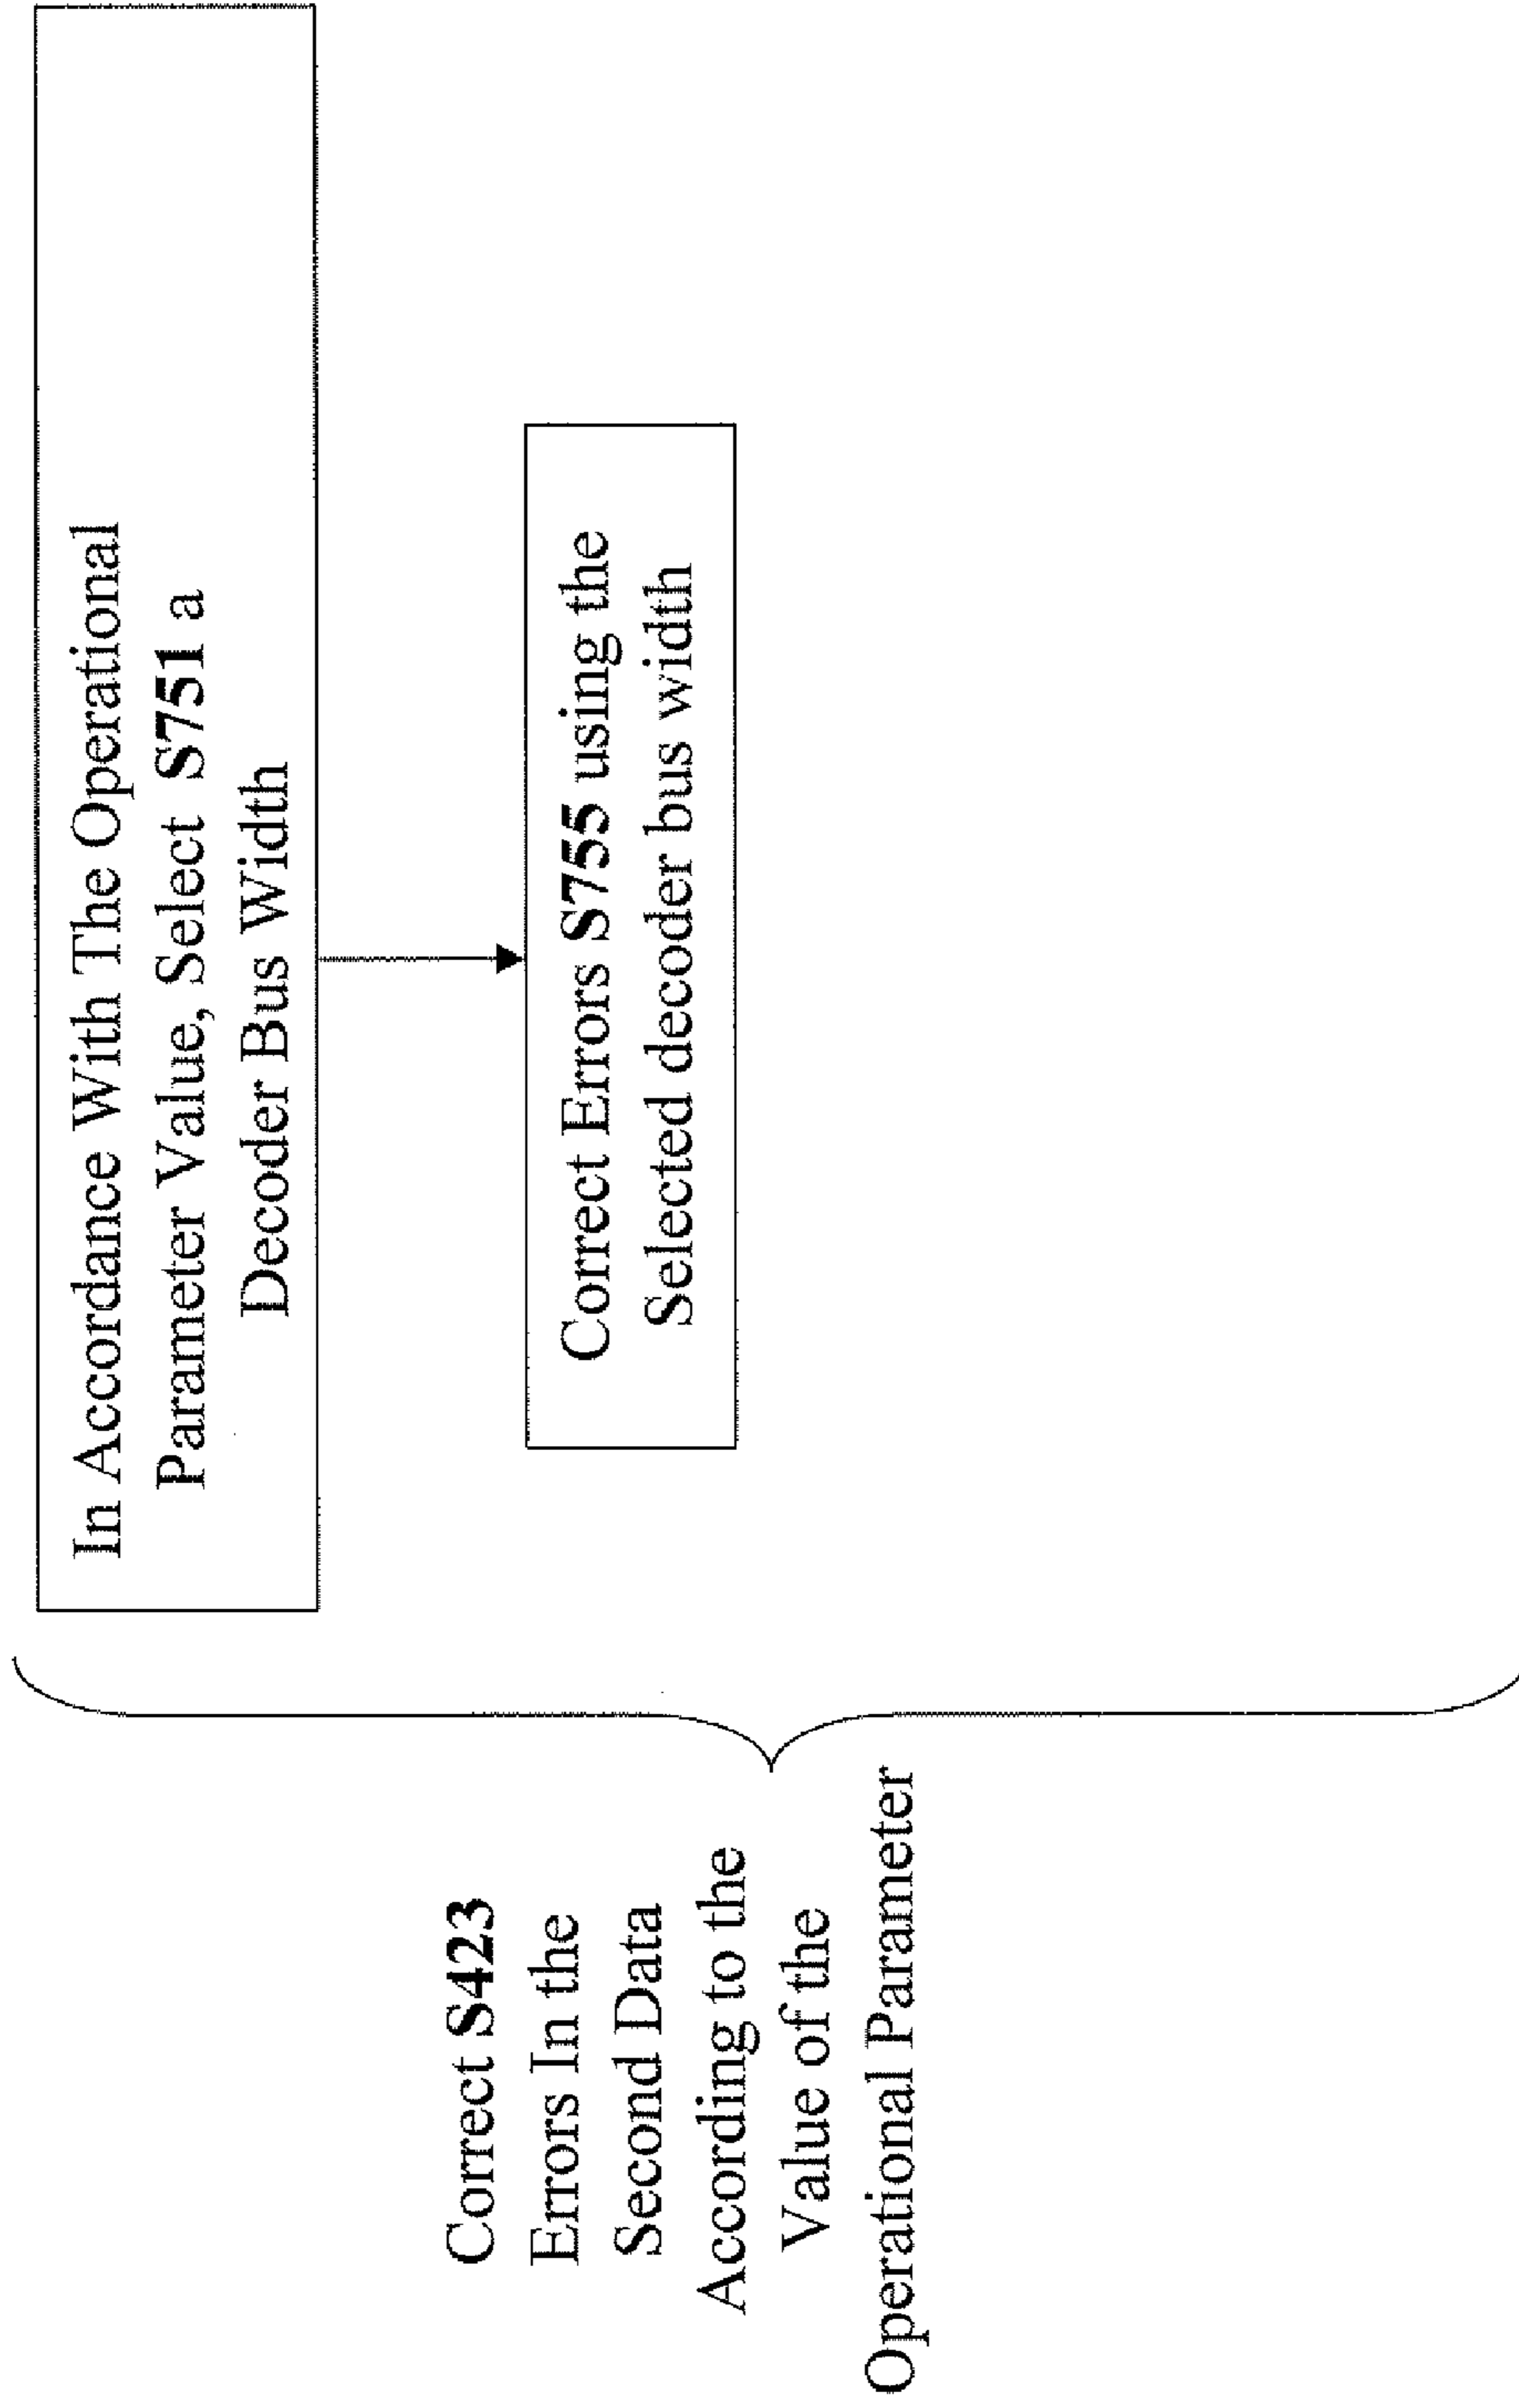 In Accordance With The Operational
Parameter Value, Select S751 a
Decoder Bus Width
Correct Errors S755 using the
Selected decoder bus width
Correct S423
Errors In the
Second Data
According to the
Value of the
Operational Parameter